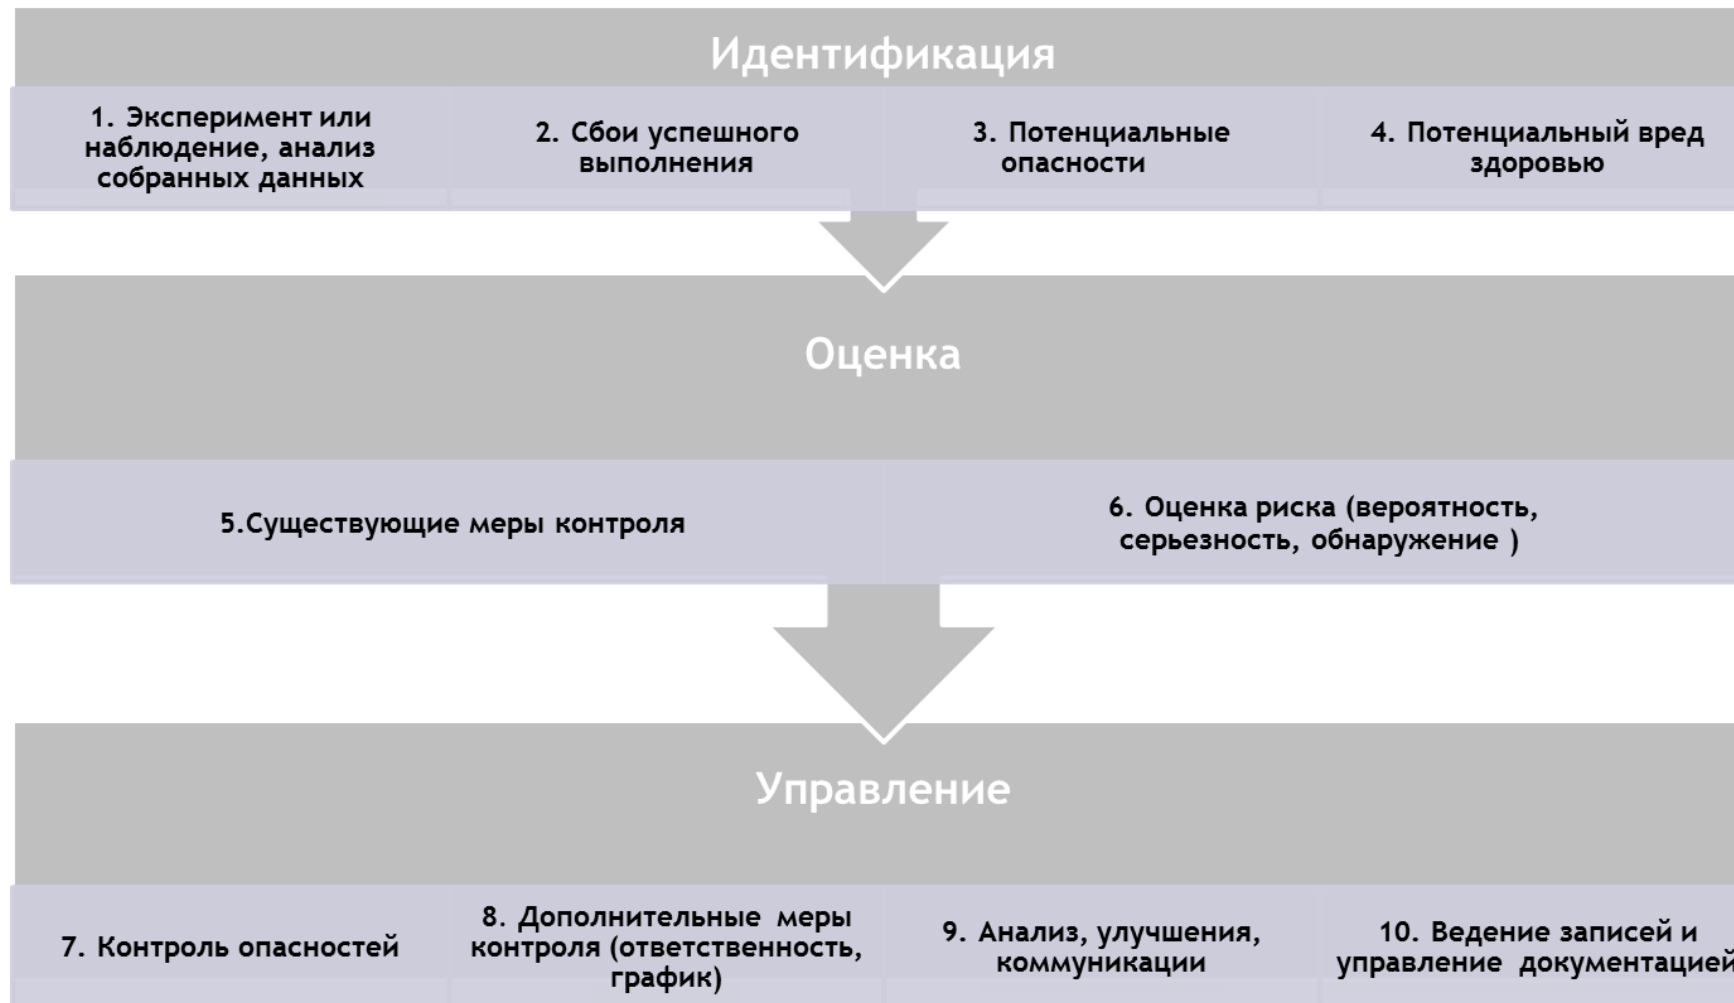 Идентификация
1. Эксперимент или
наблюдение, анализ
собранных данных
2. Сбои успешного
выполнения
3. Потенциальные
опасности
4. Потенциальный вред
здоровью
Оценка
5.Существующие меры контроля
6. Оценка риска (вероятность,
серьезность, обнаружение )
Управление
7. Контроль опасностей
8. Дополнительные меры
контроля (ответственность,
график)
9. Анализ, улучшения,
коммуникации
10. Ведение записей и
управление документацией